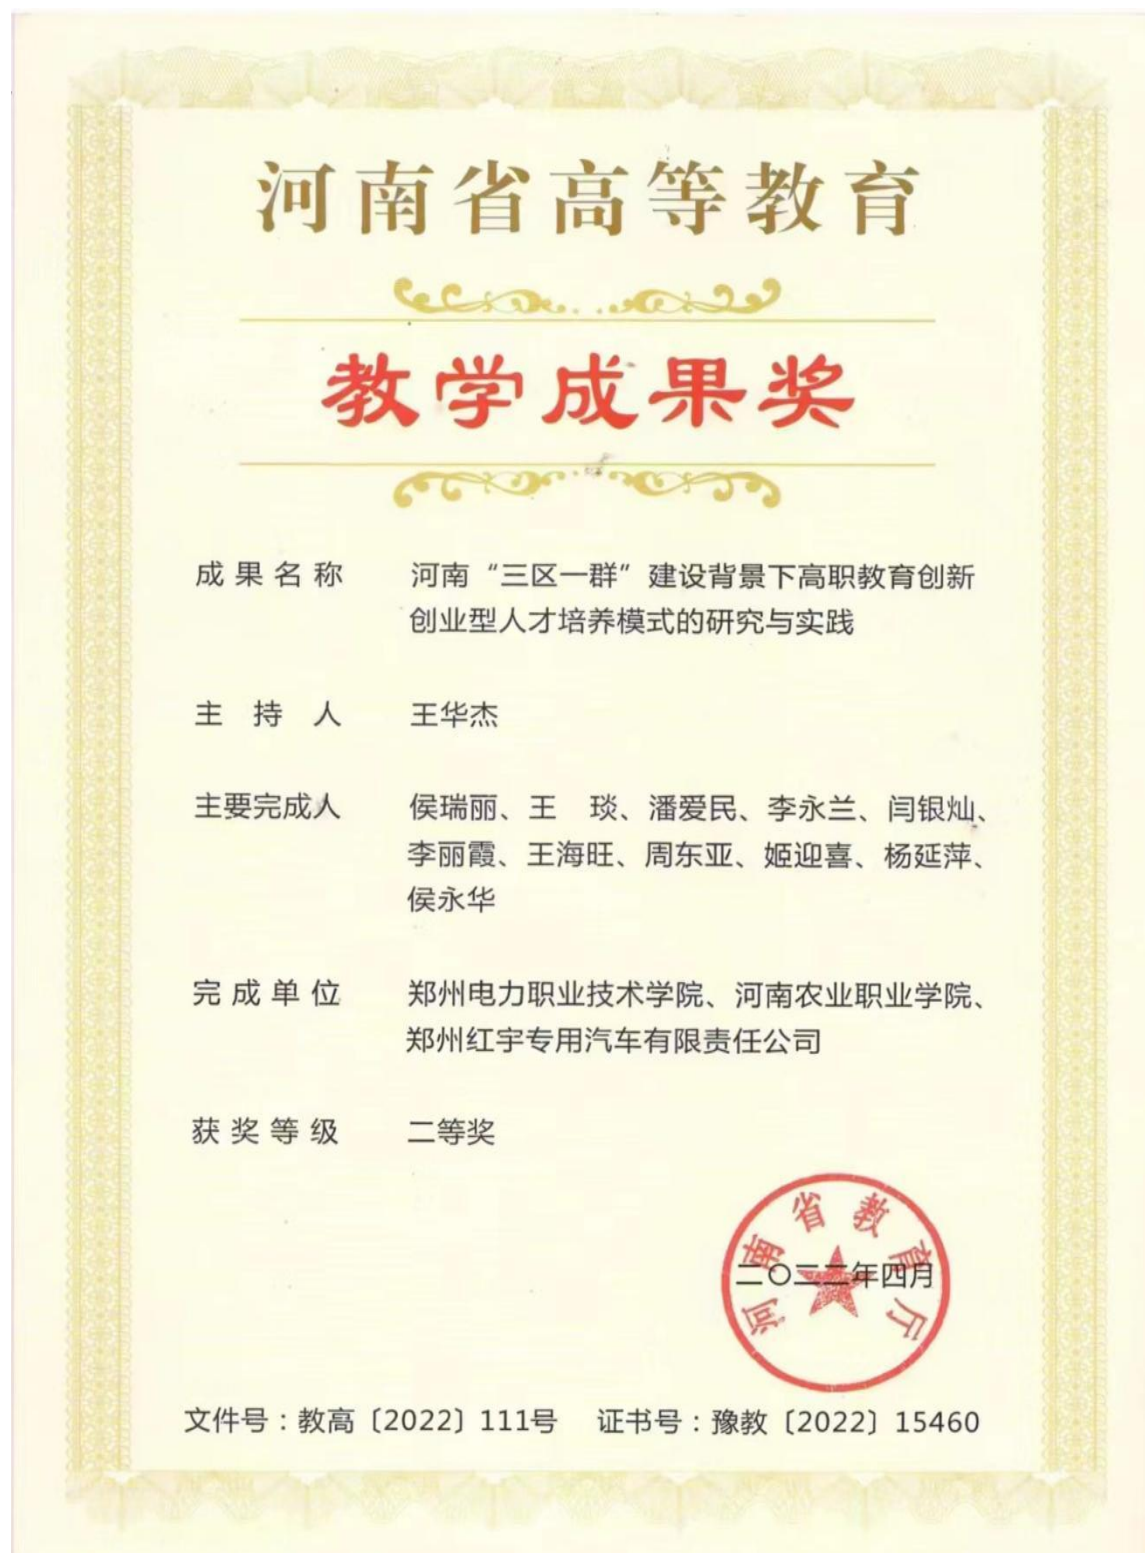 河南省高等教育
教学成果奖
成果名称 河南“三区一群”建设背景下高职教育创新
创业型人才培养模式的研究与实践
主持人 王华杰
主要完成人 侯瑞丽、王 琰、潘爱民、李永兰、闫银灿、
李丽霞、王海旺、周东亚、姬迎喜、杨延萍、
侯永华
完成单位 郑州电力职业技术学院、河南农业职业学院、
郑州红宇专用汽车有限责任公司
获奖等级 二等奖
河南省教育厅
二〇二二年四月
文件号：教高〔2022〕111号 证书号：豫教〔2022〕15460